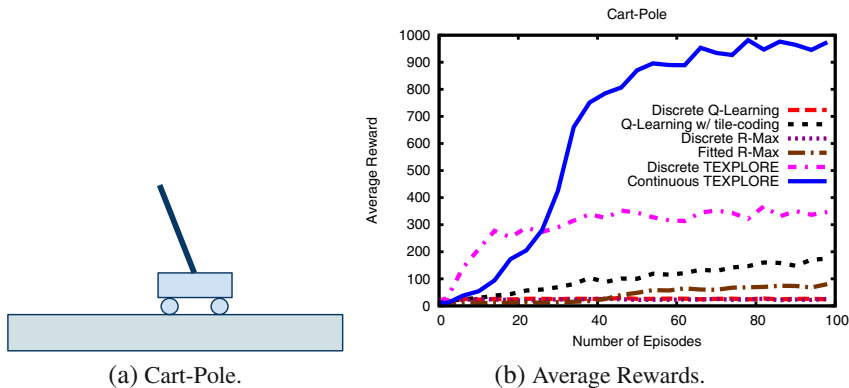 Cart-Pole
1000
900
800
700
600
500
400
300
200
100
0
Average Reward
Discrete Q-Learning
Q-Learning w/ tile-coding
Discrete R-Max
Fitted R-Max
Discrete TEXPLORE
Continuous TEXPLORE
0 20 40 60 80 100
Number of Episodes
(a) Cart-Pole.
(b) Average Rewards.